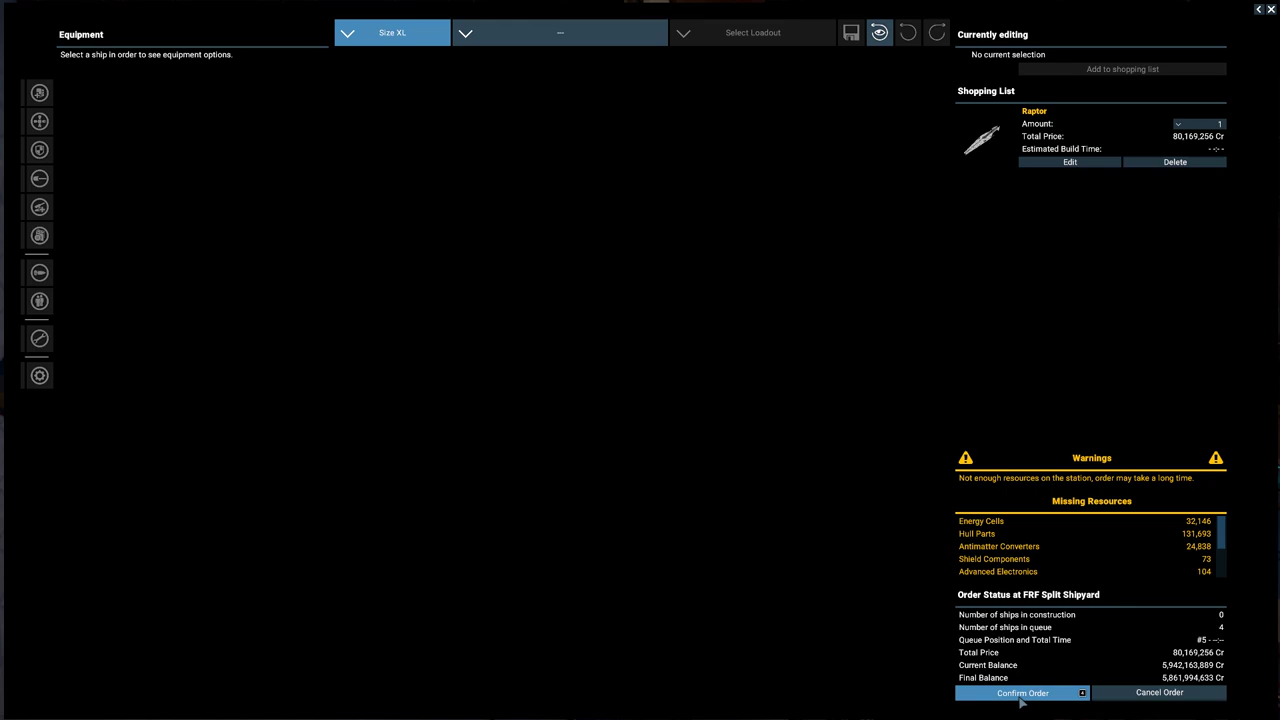 Equipment
Select a ship in order to see equipment options.
Size XL
---
Select Loadout
Currently editing
No current selection
Add to shopping list
Shopping List
Raptor
Amount: 1
Total Price: 80,169,256 Cr
Estimated Build Time: --:--
Edit Delete
Warnings
Not enough resources on the station, order may take a long time.
Missing Resources
Energy Cells 32,146
Hull Parts 131,693
Antimatter Converters 24,838
Shield Components 73
Advanced Electronics 104
Order Status at FRF Split Shipyard
Number of ships in construction 0
Number of ships in queue 4
Queue Position and Total Time #5 - --:--
Total Price 80,169,256 Cr
Current Balance 5,942,163,889 Cr
Final Balance 5,861,994,633 Cr
Confirm Order Cancel Order